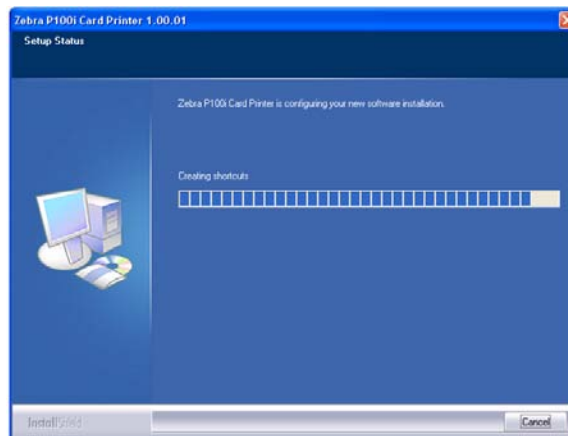 Zebra P100i Card Printer 1.00.01
Setup Status
Zebra P100i Card Printer is configuring your new software installation.
Creating shortcuts
InstallShield
Cancel